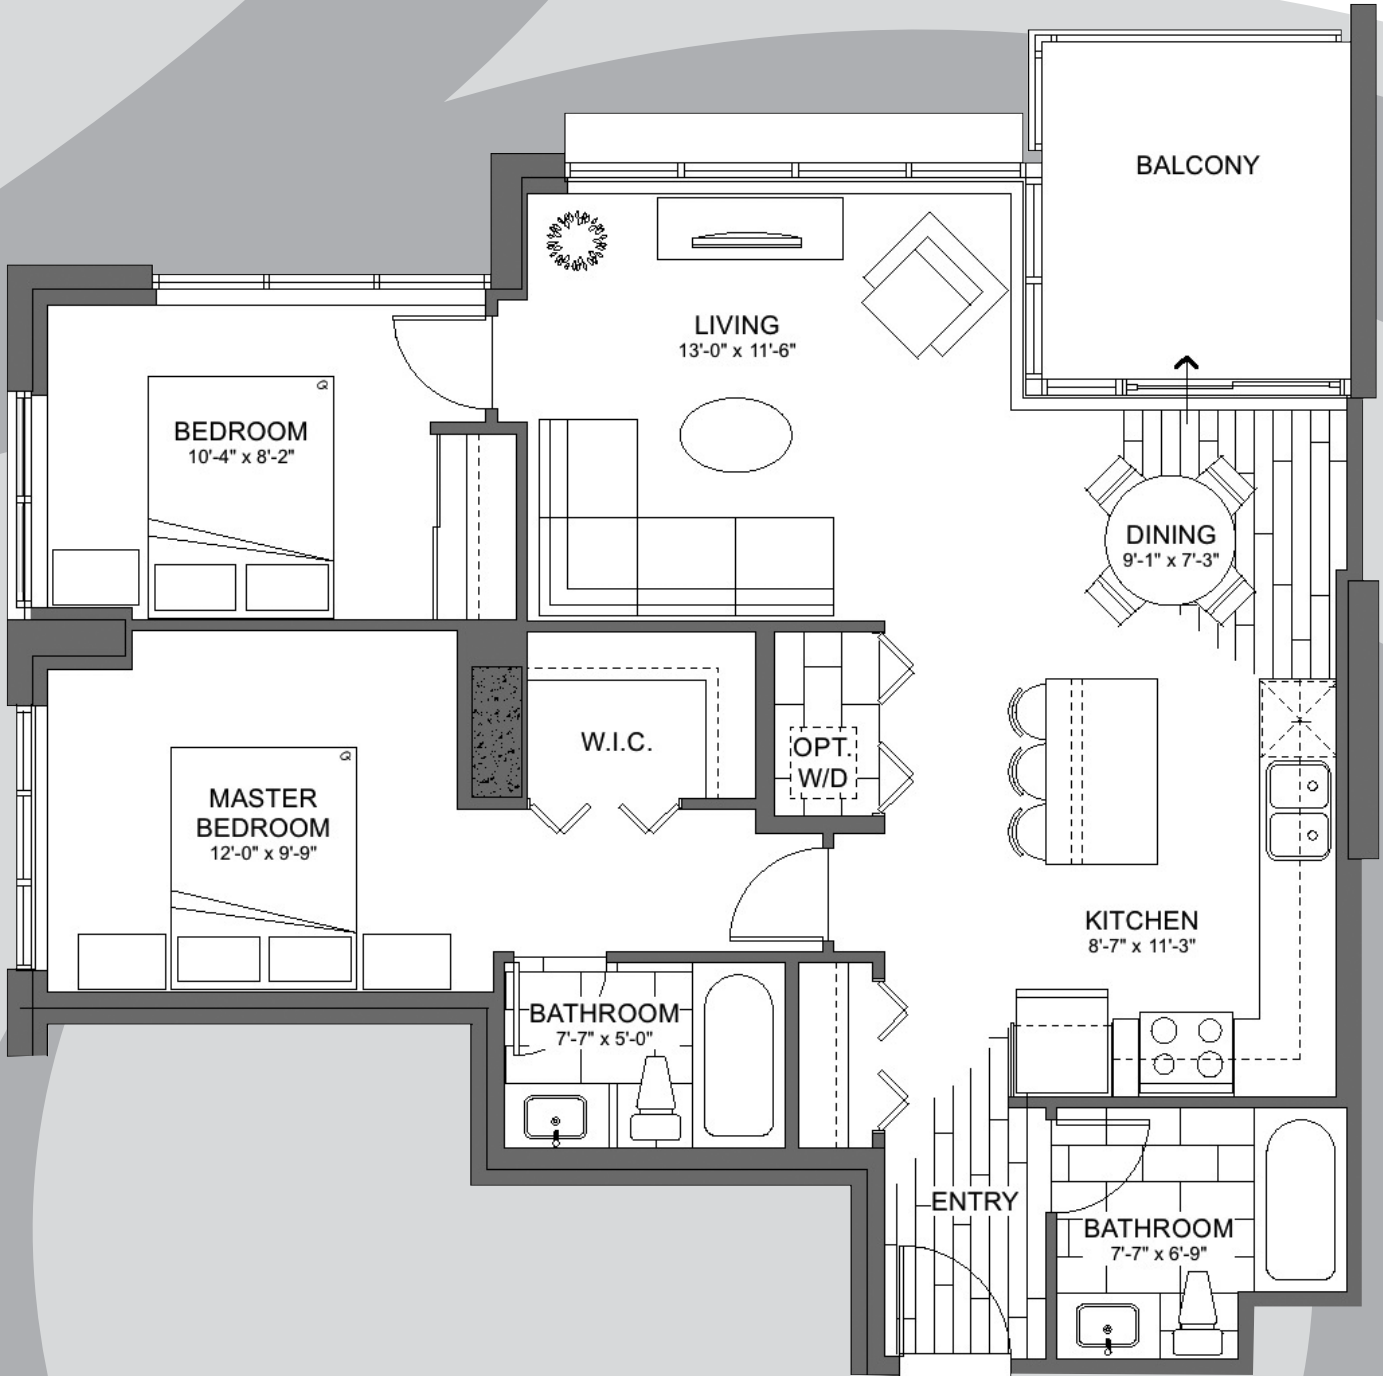 BALCONY
LIVING
13'-0" x 11'-6"
Q
BEDROOM
10'-4" x 8'-2"
DINING
9'-1" x 7'-3"
W.I.C.
OPT.
W/D
Q
MASTER
BEDROOM
12'-0" x 9'-9"
KITCHEN
8'-7" x 11'-3"
BATHROOM
7'-7" x 5'-0"
ENTRY
BATHROOM
7'-7" x 6'-9"